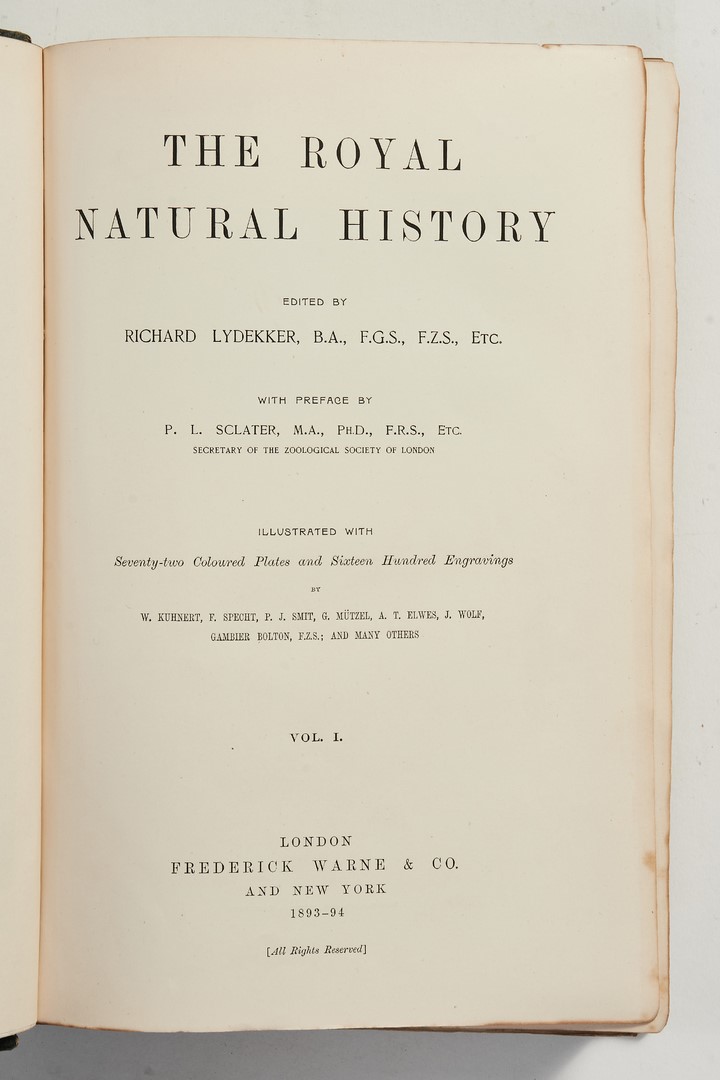 THE ROYAL
NATURAL HISTORY
EDITED BY
RICHARD LYDEKKER, B.A., F.G.S., F.Z.S., ETC.
WITH PREFACE BY
P. L. SCLATER, M.A., PH.D., F.R.S., ETC.
SECRETARY OF THE ZOOLOGICAL SOCIETY OF LONDON
ILLUSTRATED WITH
Seventy-two Coloured Plates and Sixteen Hundred Engravings
BY
W. KUHNERT, F. SPECHT, P. J. SMIT, G. MÜTZEL, A. T. ELWES, J. WOLF,
GAMBIER BOLTON, F.Z.S.; AND MANY OTHERS
VOL. I.
LONDON
FREDERICK WARNE & CO.
AND NEW YORK
1893-94
[All Rights Reserved]